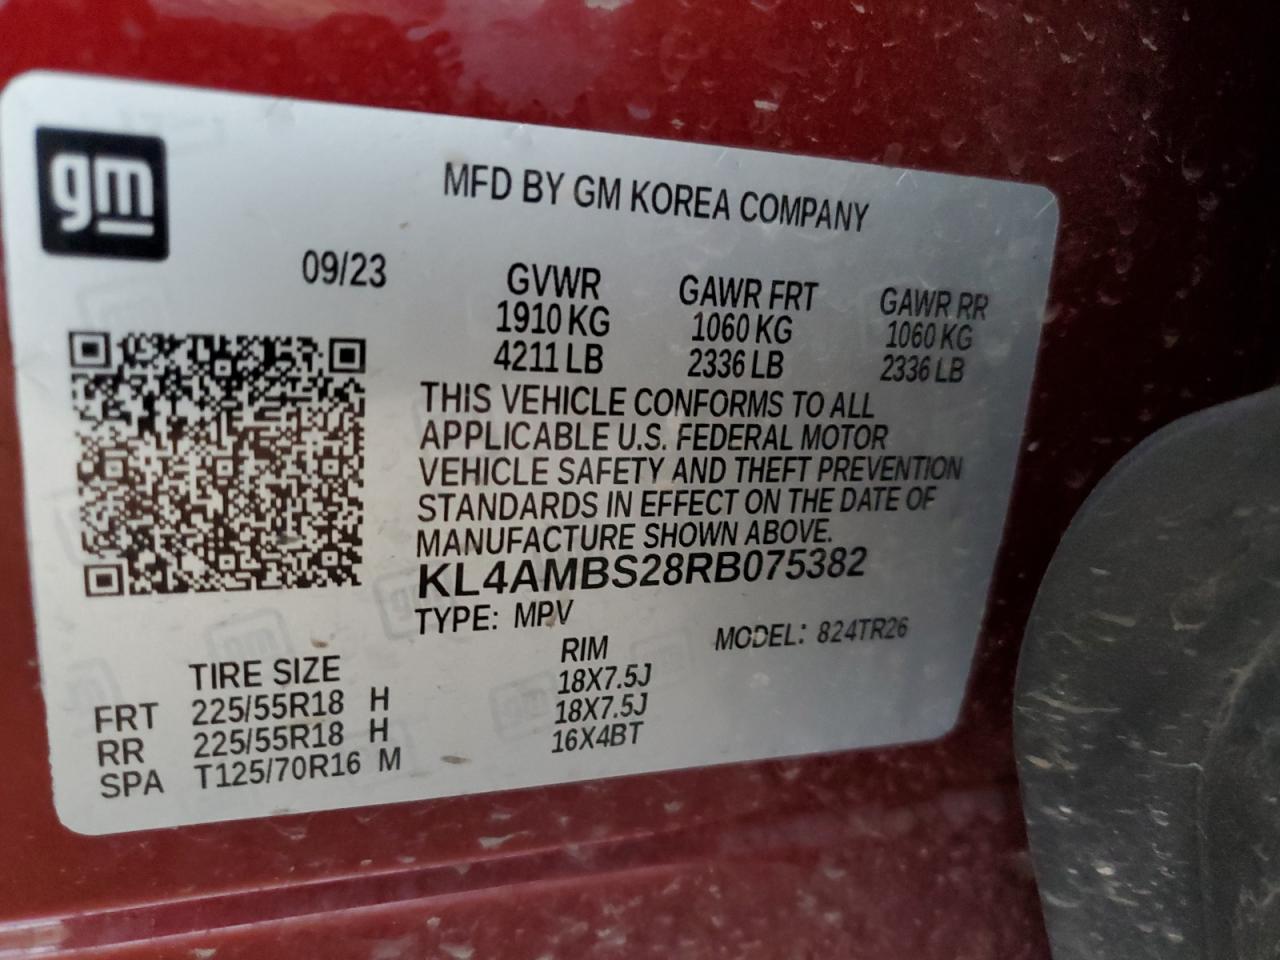 gm
MFD BY GM KOREA COMPANY
09/23
GVWR GAWR FRT GAWR RR
1910 KG 1060 KG 1060 KG
4211 LB 2336 LB 2336 LB
THIS VEHICLE CONFORMS TO ALL
APPLICABLE U.S. FEDERAL MOTOR
VEHICLE SAFETY AND THEFT PREVENTION
STANDARDS IN EFFECT ON THE DATE OF
MANUFACTURE SHOWN ABOVE.
KL4AMBS28RB075382
TYPE: MPV MODEL: 824TR26
TIRE SIZE RIM
FRT 225/55R18 H 18X7.5J
RR 225/55R18 H 18X7.5J
SPA T125/70R16 M 16X4BT